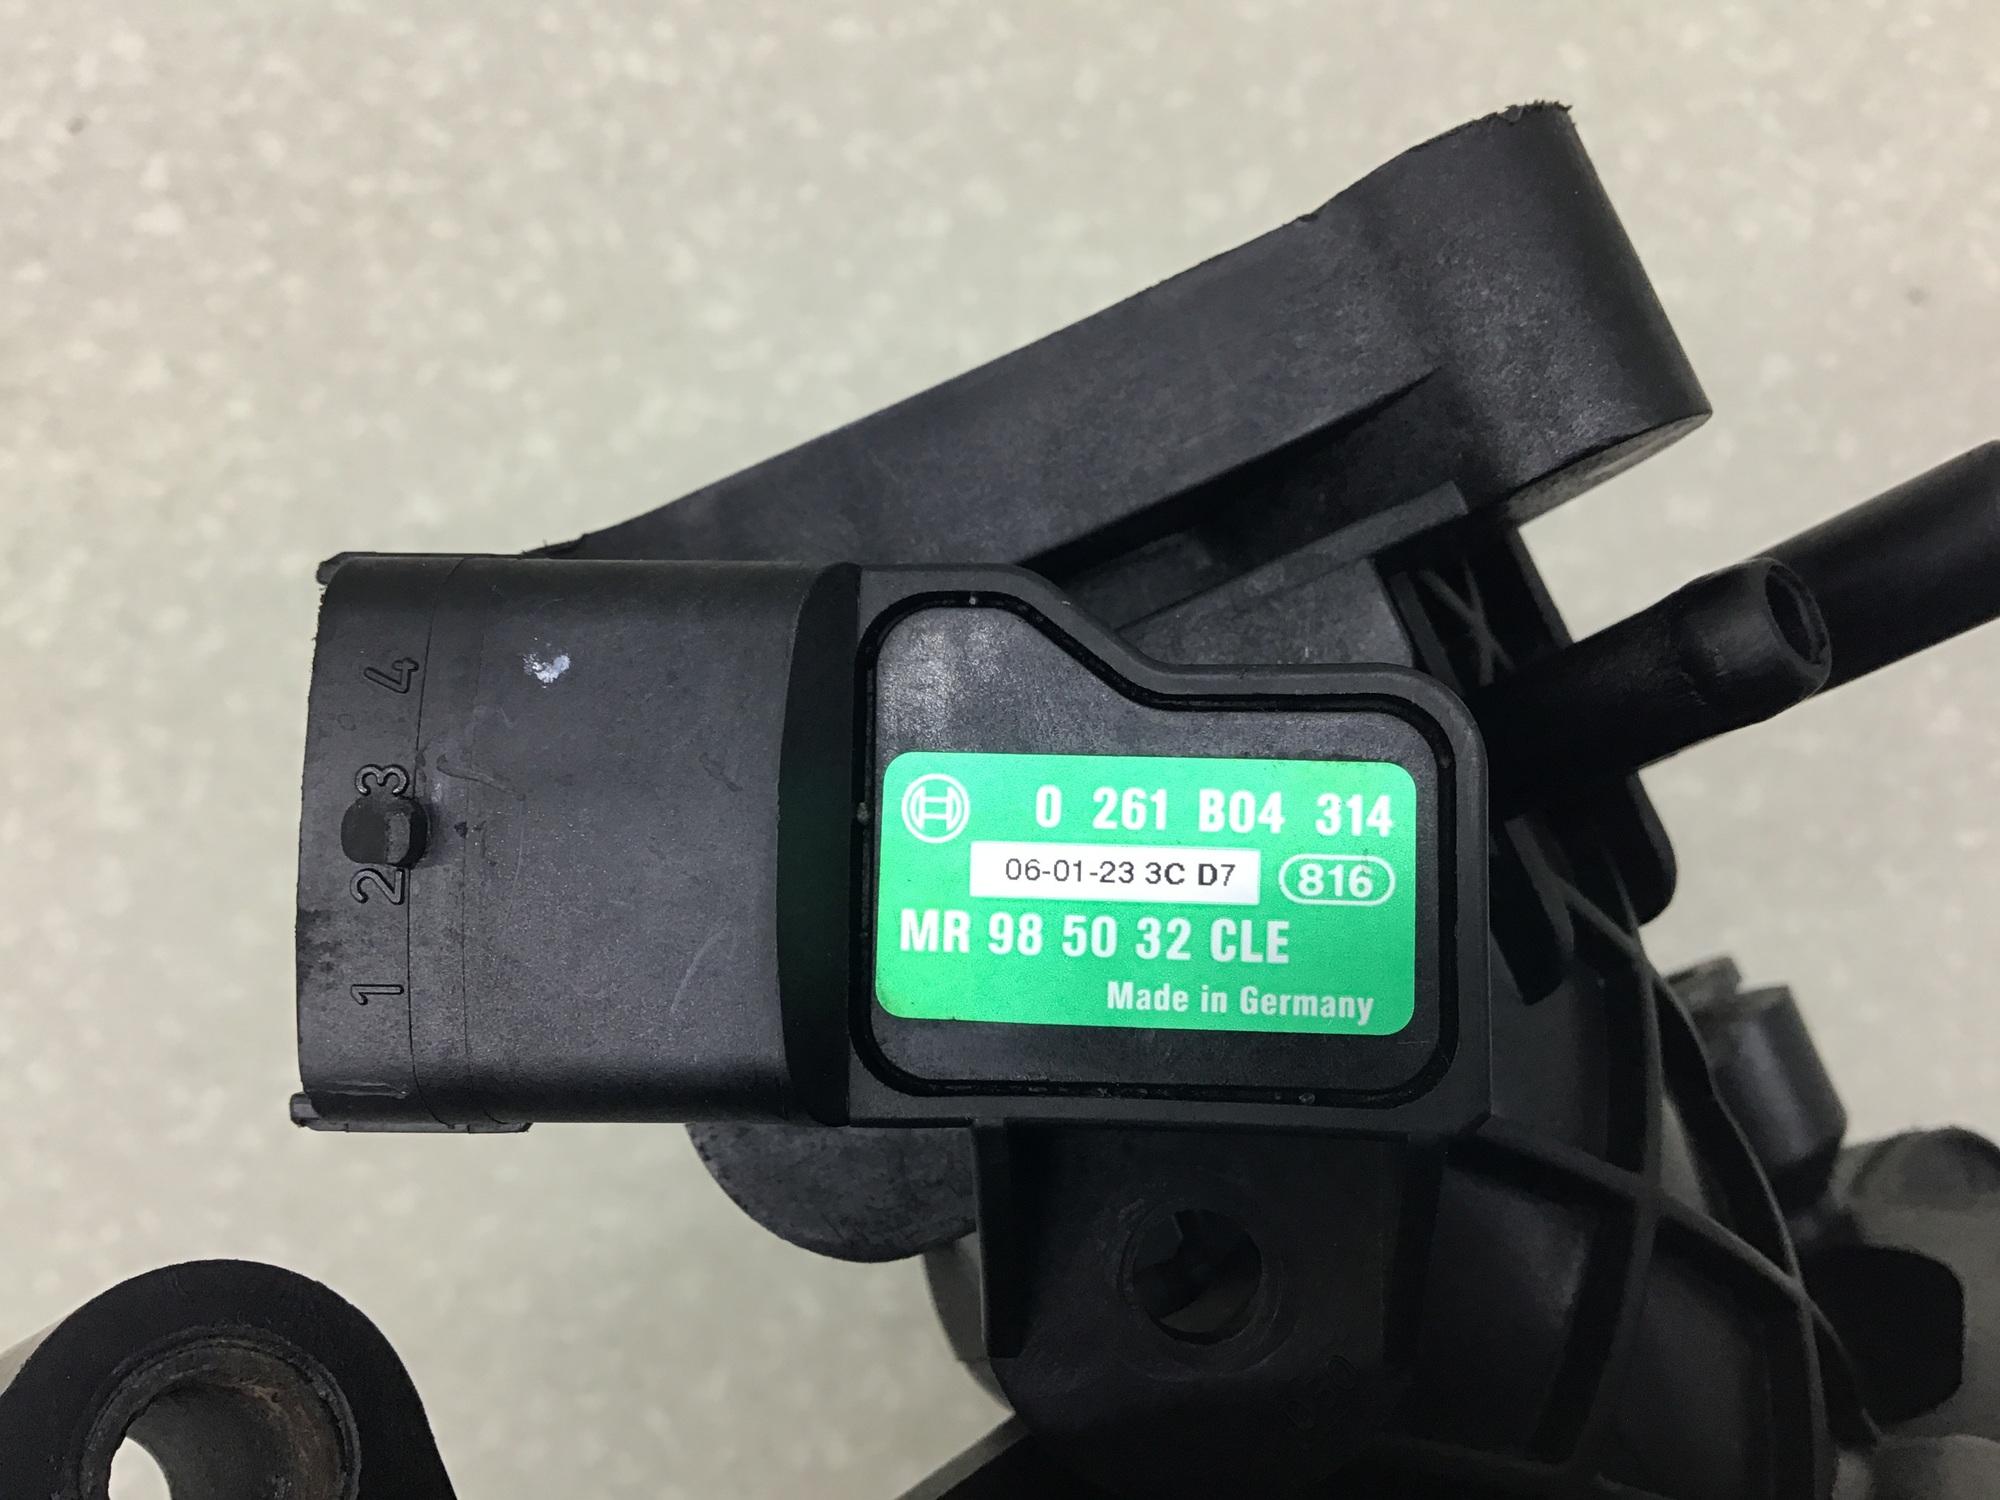 4
3
2
1
0 261 B04 314
06-01-23 3C D7 816
MR 98 50 32 CLE
Made in Germany